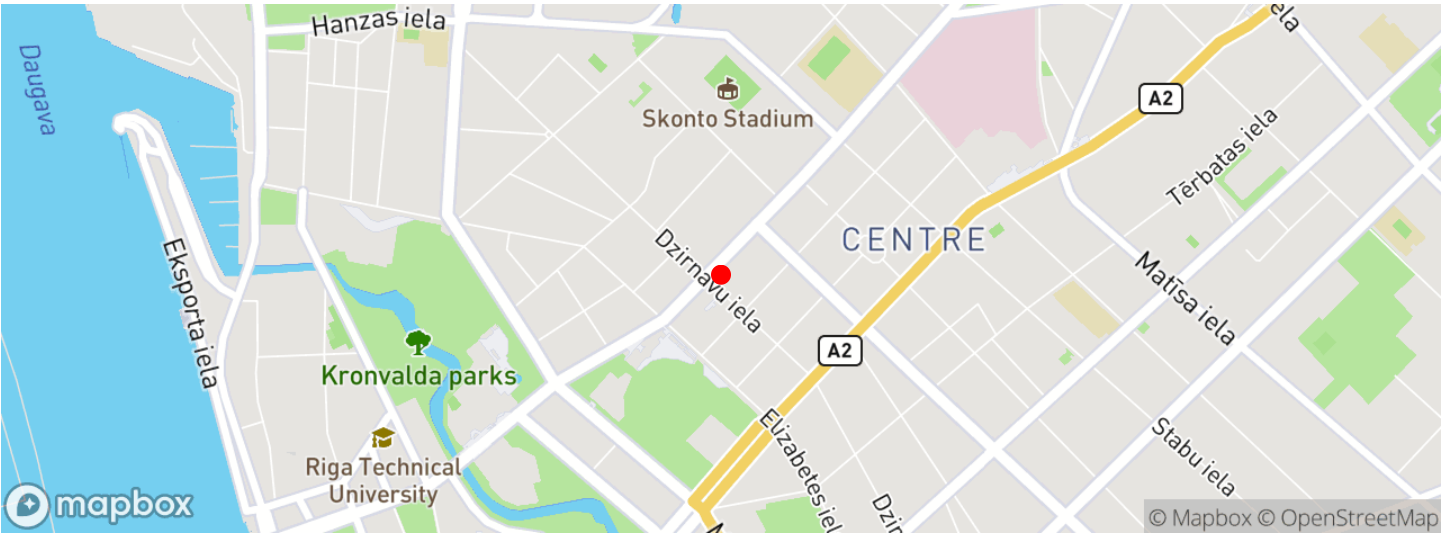 Hanzas iela
iela
Daugava
A2
Skonto Stadium
Tērbatas iela
Dzirnavu iela
CENTRE
Matīsa iela
Eksporta iela
A2
Kronvalda parks
Elizabetes iel
Stabu iela
Riga Technical
University
Dzir
mapbox
© Mapbox © OpenStreetMap